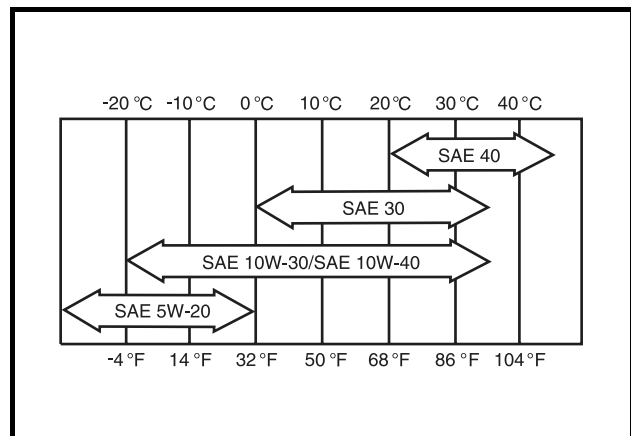 -20 °C -10 °C 0 °C 10 °C 20 °C 30 °C 40 °C
SAE 40
SAE 30
SAE 10W-30/SAE 10W-40
SAE 5W-20
-4 °F 14 °F 32 °F 50 °F 68 °F 86 °F 104 °F